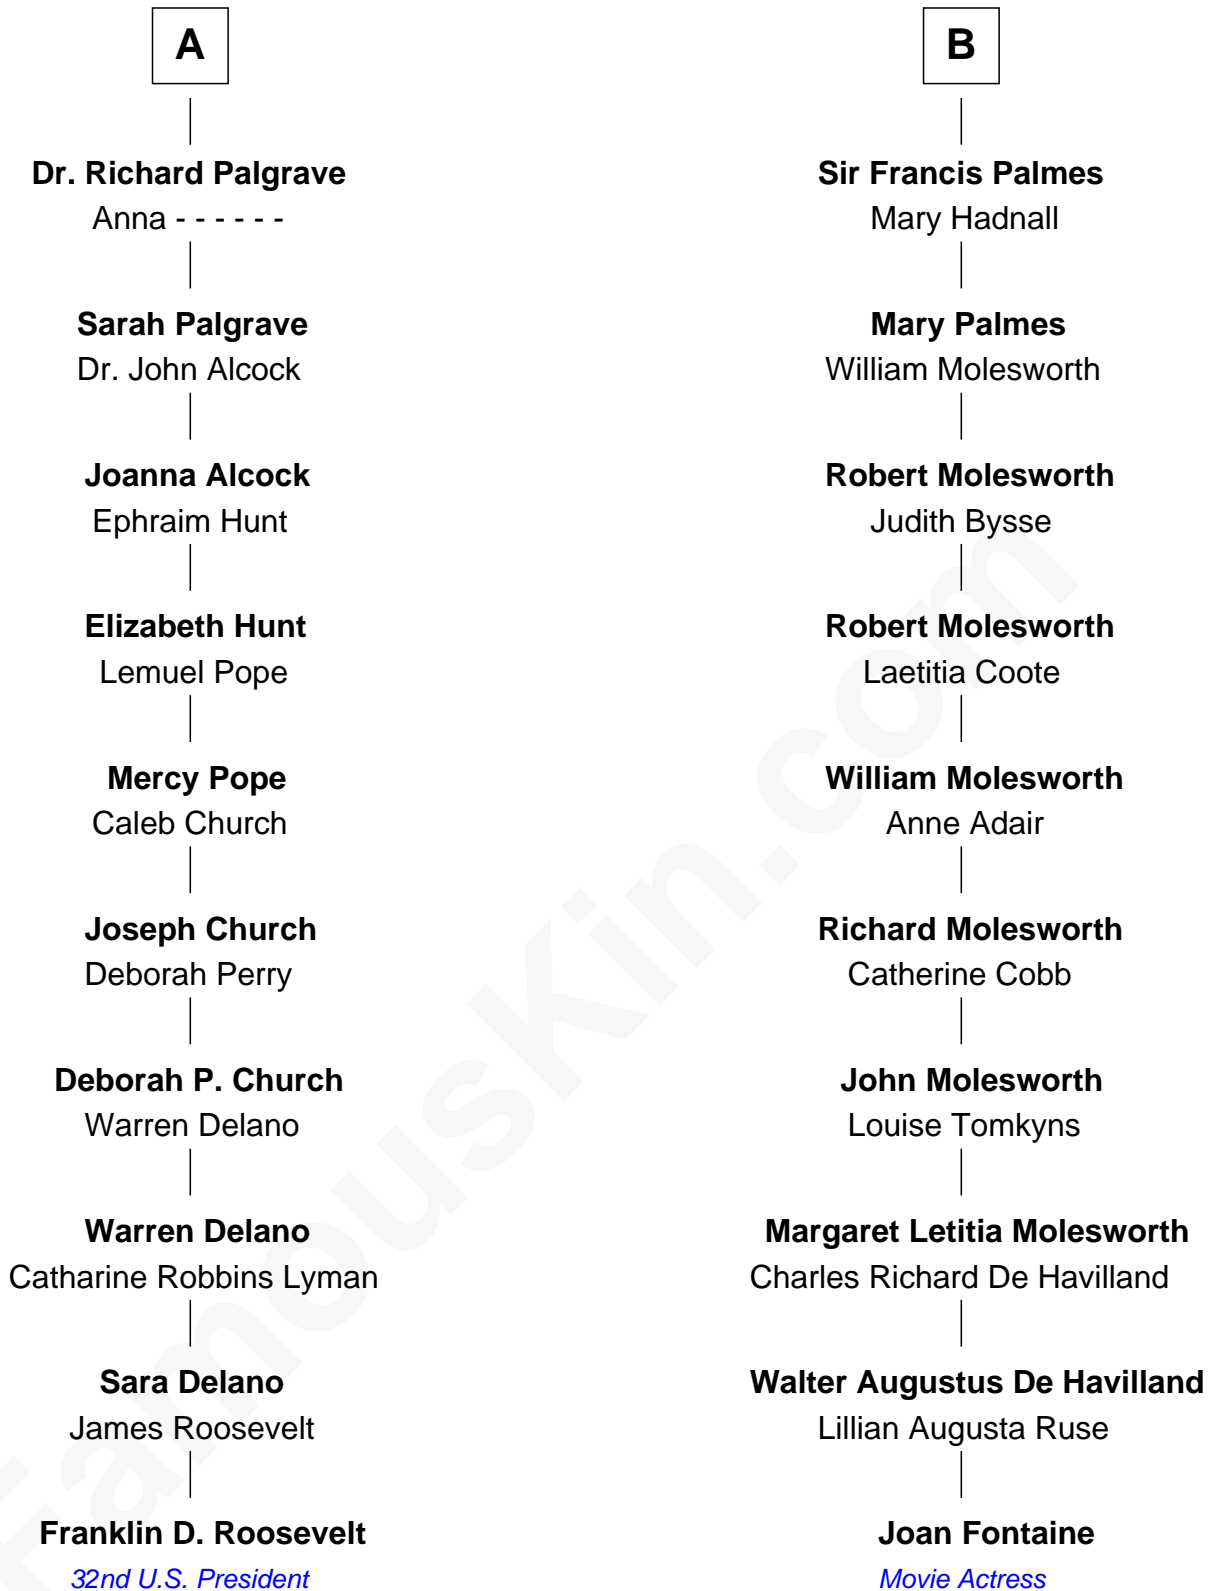 A
Dr. Richard Palgrave
Anna - - - - - -
Sarah Palgrave
Dr. John Alcock
Joanna Alcock
Ephraim Hunt
Elizabeth Hunt
Lemuel Pope
Mercy Pope
Caleb Church
Joseph Church
Deborah Perry
Deborah P. Church
Warren Delano
Warren Delano
Catharine Robbins Lyman
Sara Delano
James Roosevelt
Franklin D. Roosevelt
32nd U.S. President
B
Sir Francis Palmes
Mary Hadnall
Mary Palmes
William Molesworth
Robert Molesworth
Judith Bysse
Robert Molesworth
Laetitia Coote
William Molesworth
Anne Adair
Richard Molesworth
Catherine Cobb
John Molesworth
Louise Tomkyns
Margaret Letitia Molesworth
Charles Richard De Havilland
Walter Augustus De Havilland
Lillian Augusta Ruse
Joan Fontaine
Movie Actress
FamousKin.com